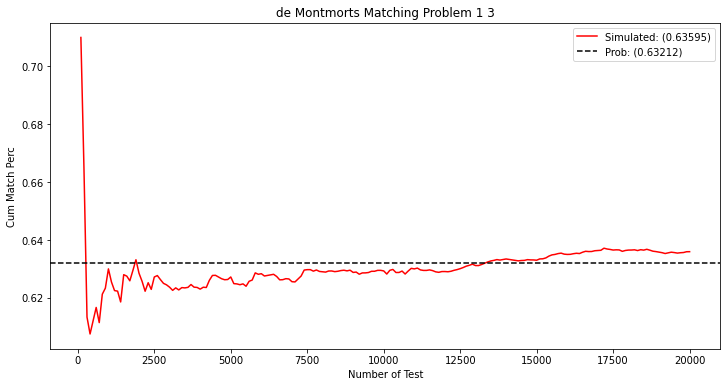 de Montmorts Matching Problem 1 3
Simulated: (0.63595)
Prob: (0.63212)
0.70
0.68
0.66
0.64
0.62
Cum Match Perc
0
2500
5000
7500
10000
12500
15000
17500
20000
Number of Test